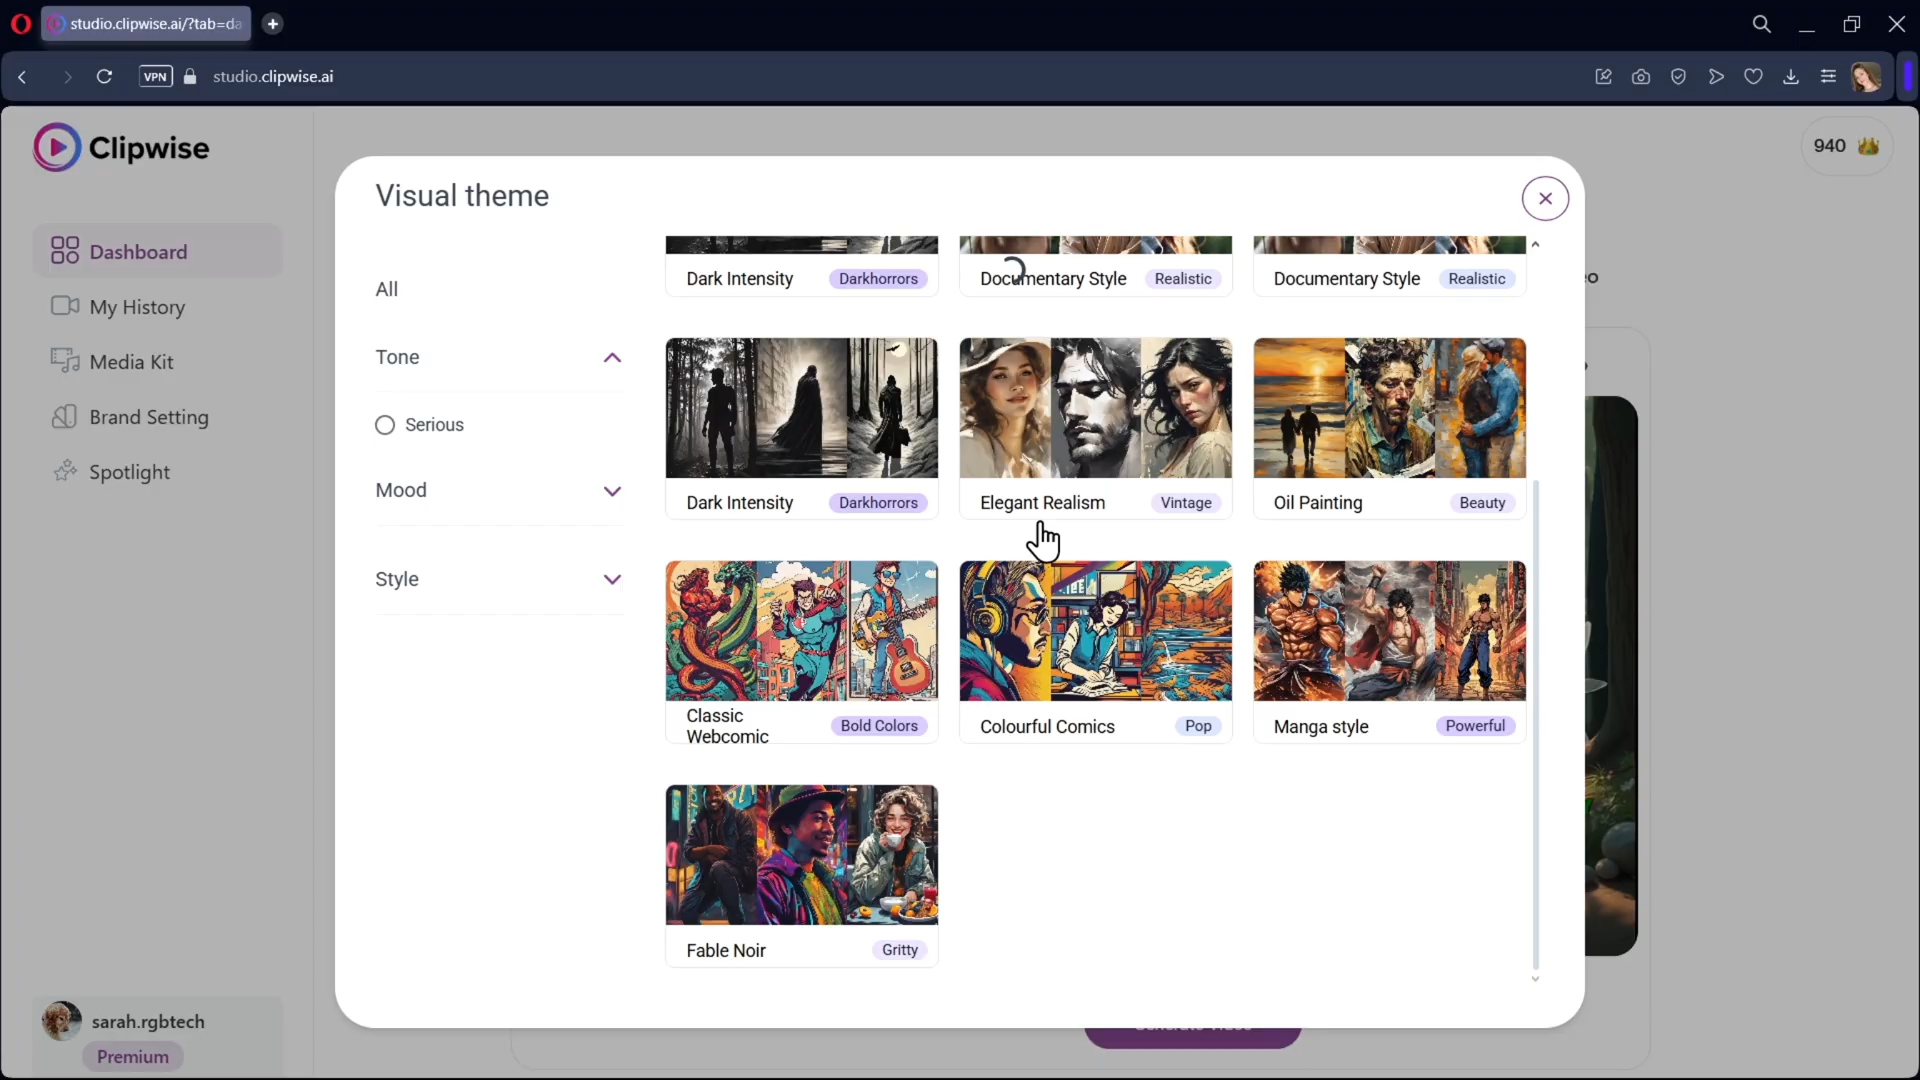 studio.clipwise.ai/?tab=da
VPN
studio.clipwise.ai
Clipwise
940
Visual theme
Dashboard
My History
Media Kit
Brand Setting
Spotlight
All
Tone
Serious
Mood
Style
Dark Intensity
Darkhorrors
Documentary Style
Realistic
Documentary Style
Realistic
Dark Intensity
Darkhorrors
Elegant Realism
Vintage
Oil Painting
Beauty
Classic
Webcomic
Bold Colors
Colourful Comics
Pop
Manga style
Powerful
Fable Noir
Gritty
sarah.rgbtech
Premium